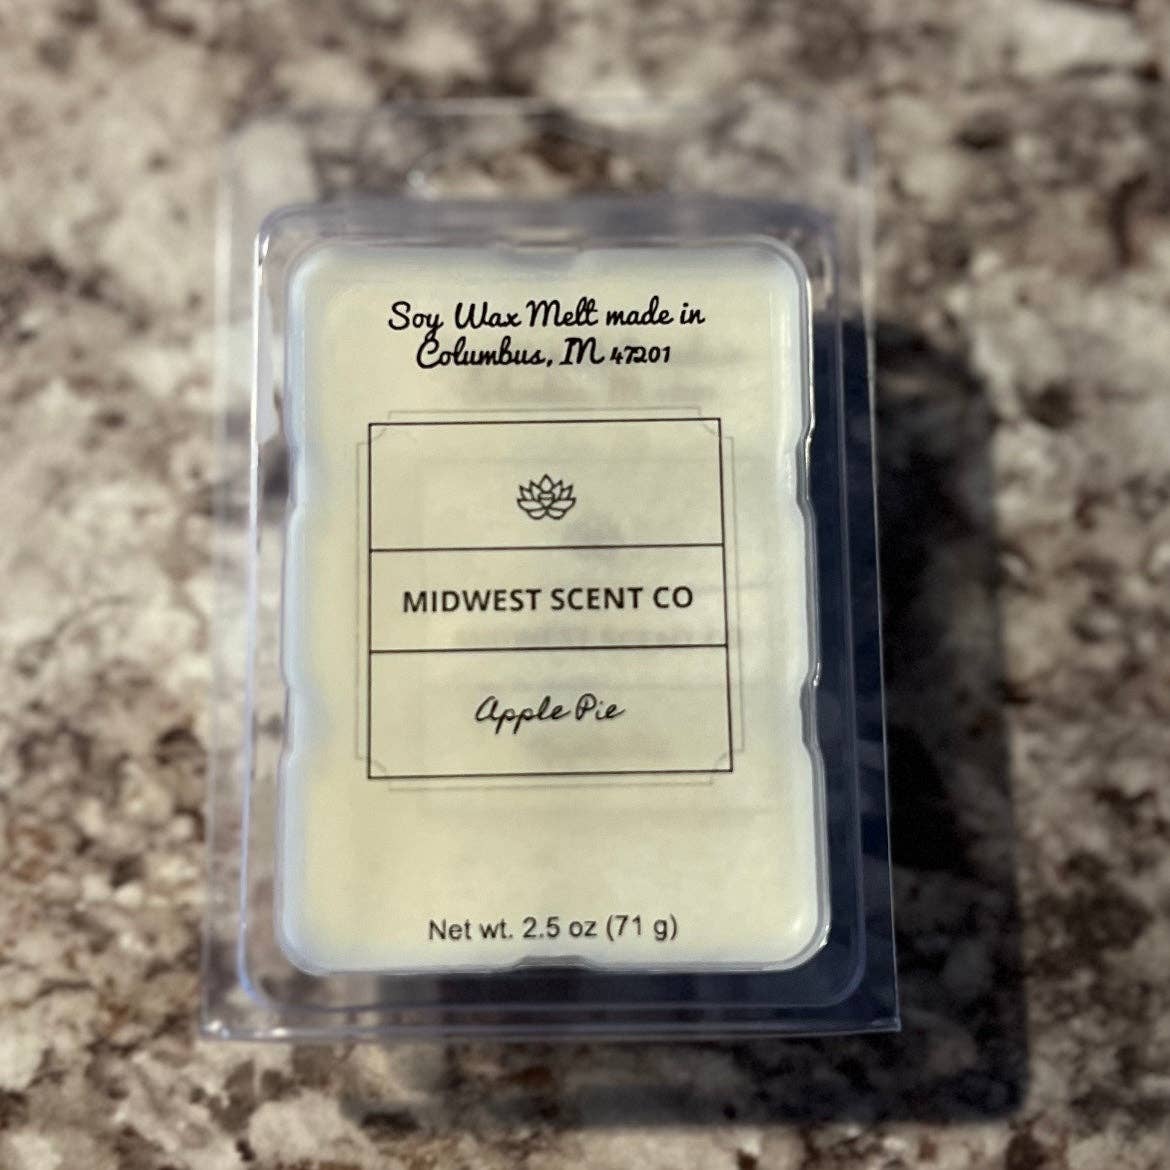 Soy Wax Melt made in
Columbus, IN 47201
MIDWEST SCENT CO
Apple Pie
Net wt. 2.5 oz (71 g)